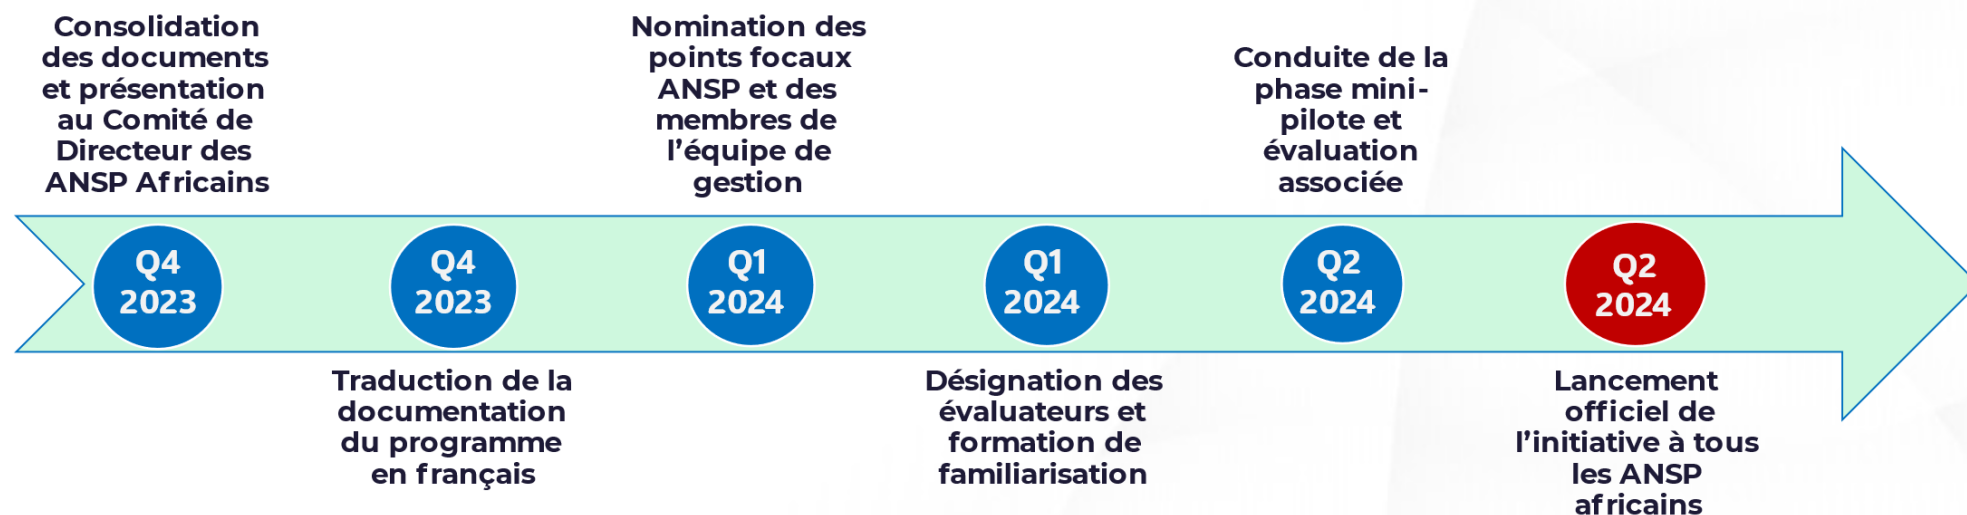 Consolidation
des documents
et présentation
au Comité de
Directeur des
ANSP Africains
Q4
2023
Traduction de la
documentation
du programme
en français
Q4
2023
Nomination des
points focaux
ANSP et des
membres de
l’équipe de
gestion
Q1
2024
Désignation des
évaluateurs et
formation de
familiarisation
Q1
2024
Conduite de la
phase mini-
pilote et
évaluation
associée
Q2
2024
Lancement
officiel de
l’initiative à tous
les ANSP
africains
Q2
2024